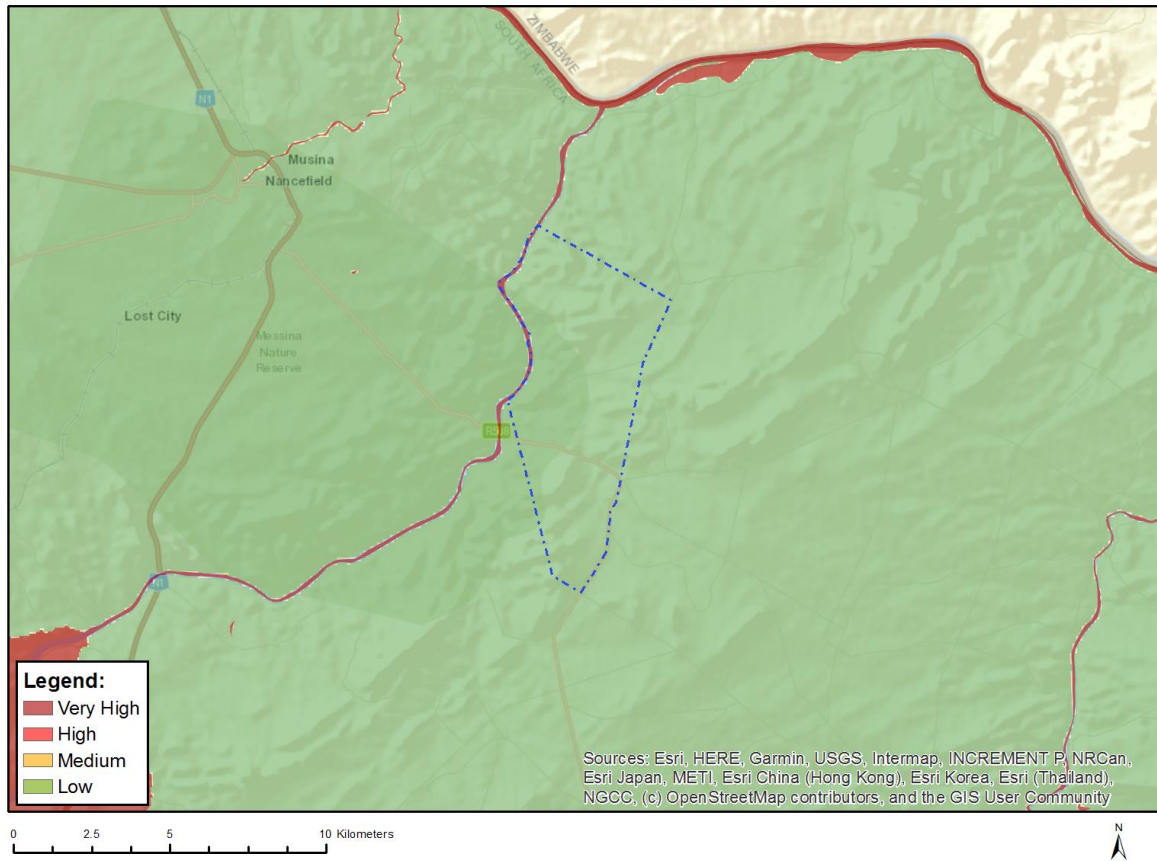 ZIMBABWE
SOUTH AFRICA
N1
Musina
Nancefield
Lost City
Messina
Nature
Reserve
N1
Legend:
Very High
High
Medium
Low
Sources: Esri, HERE, Garmin, USGS, Intermap, INCREMENT P, NRCan,
Esri Japan, METI, Esri China (Hong Kong), Esri Korea, Esri (Thailand),
NGCC, (c) OpenStreetMap contributors, and the GIS User Community
0 2.5 5 10 Kilometers
N